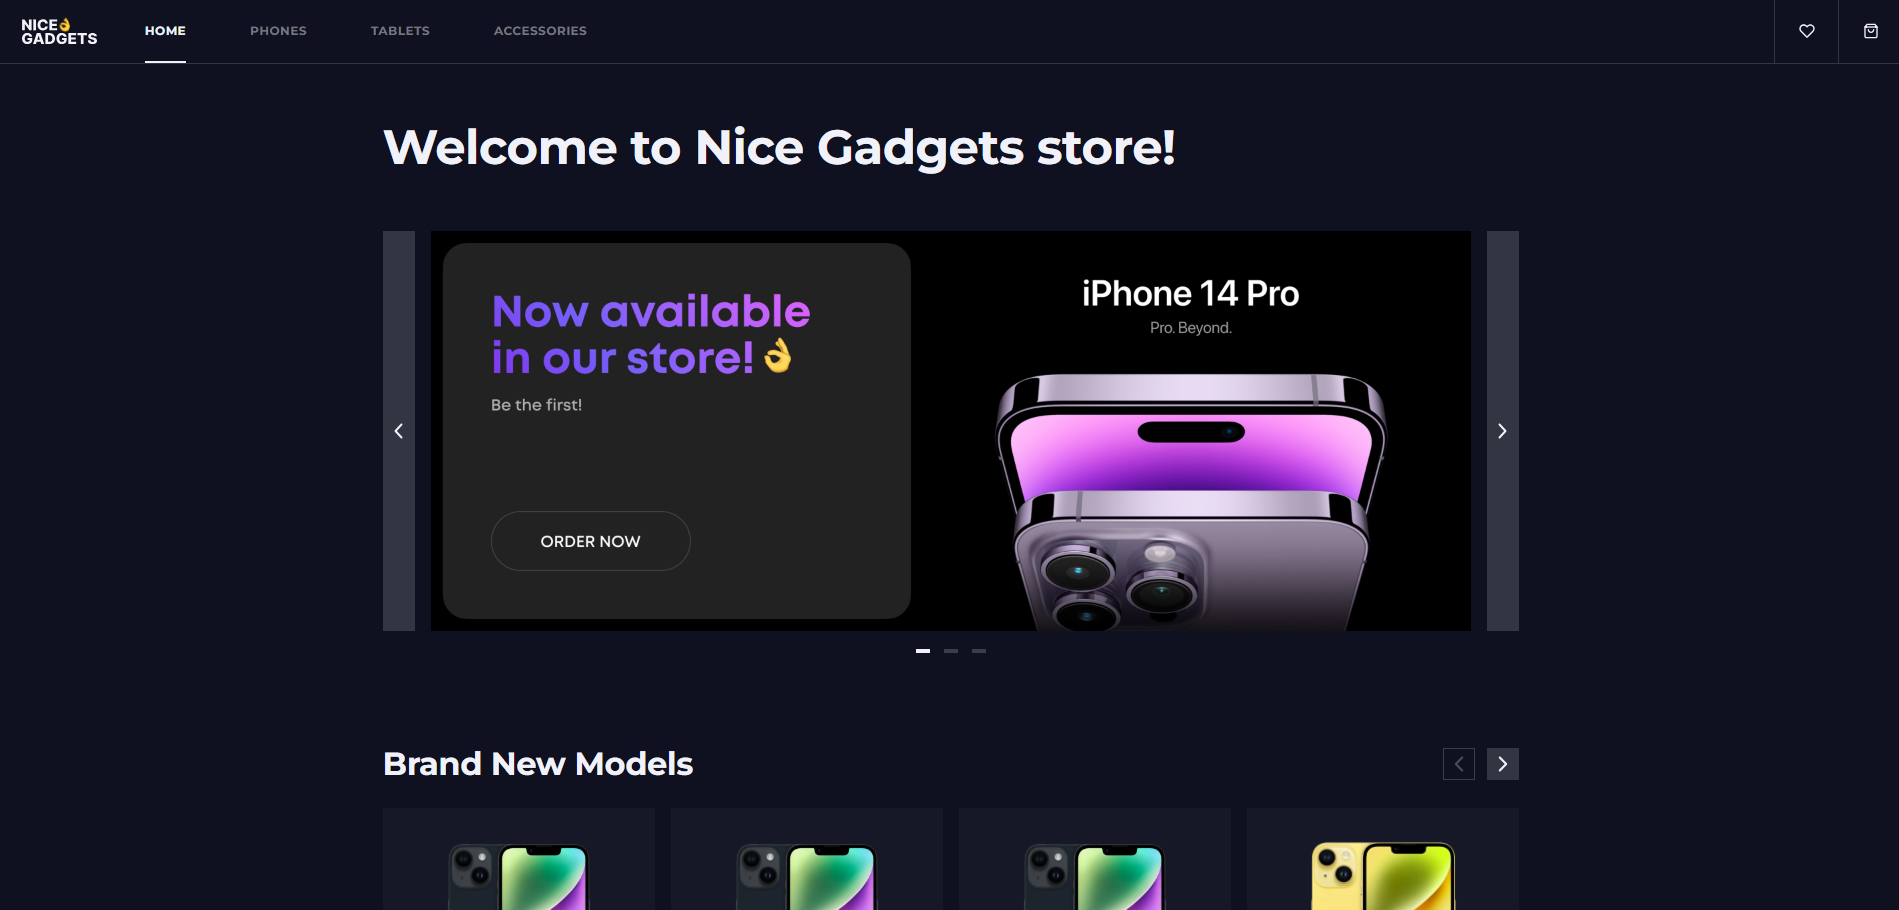 NICE👌
GADGETS
HOME
PHONES
TABLETS
ACCESSORIES
Welcome to Nice Gadgets store!
Now available
in our store!👌
Be the first!
ORDER NOW
iPhone 14 Pro
Pro. Beyond.
Brand New Models